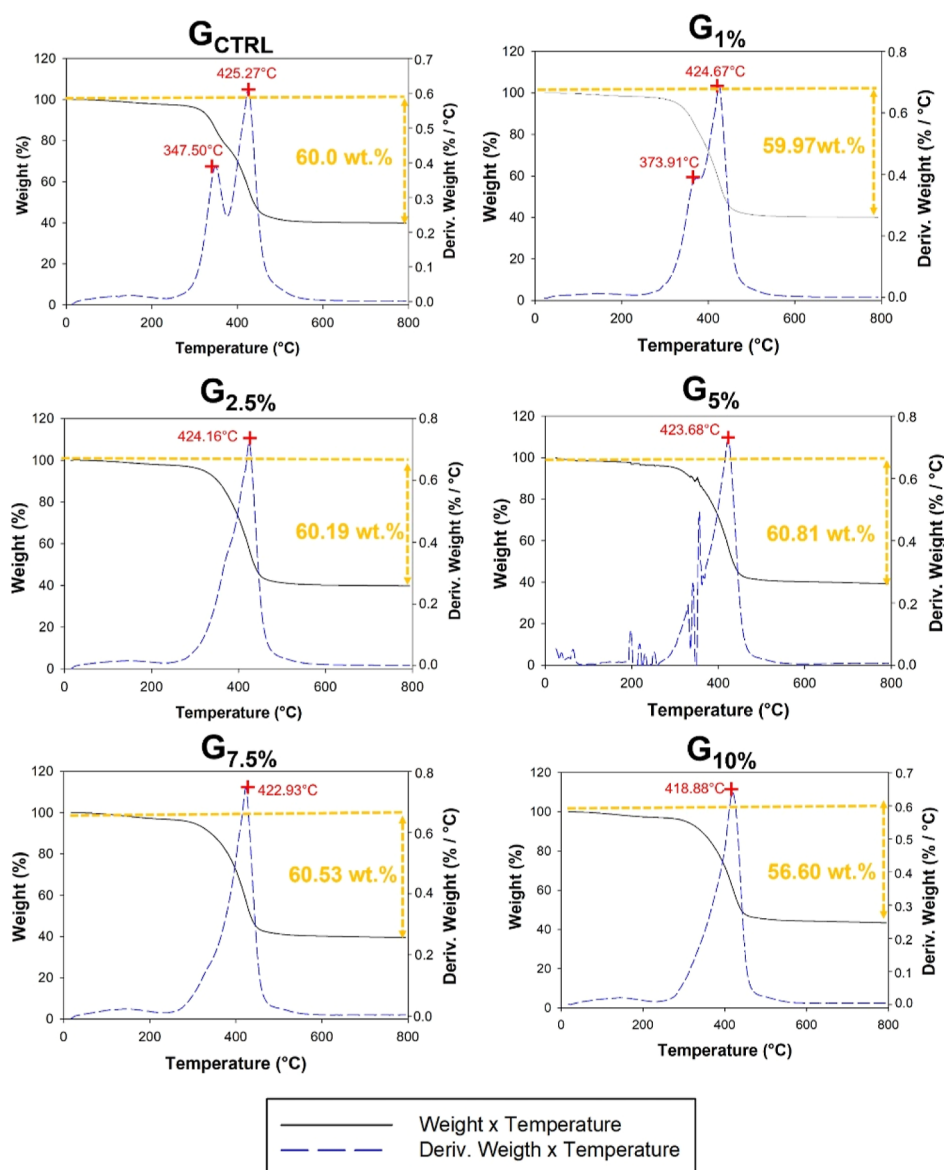 G_CTRL
Weight (%)
Deriv. Weight (% / °C)
Temperature (°C)
120
100
80
60
40
20
0
0.7
0.6
0.5
0.4
0.3
0.2
0.1
0.0
0 200 400 600 800
425.27°C
347.50°C
60.0 wt.%
G_1%
Weight (%)
Deriv. Weight (% / °C)
Temperature (°C)
120
100
80
60
40
20
0
0.8
0.6
0.4
0.2
0.0
0 200 400 600 800
424.67°C
373.91°C
59.97wt.%
G_2.5%
Weight (%)
Deriv. Weight (% / °C)
Temperature (°C)
120
100
80
60
40
20
0
0.8
0.6
0.4
0.2
0.0
0 200 400 600 800
424.16°C
60.19 wt.%
G_5%
Weight (%)
Deriv. Weight (% / °C)
Temperature (°C)
120
100
80
60
40
20
0
0.8
0.6
0.4
0.2
0.0
0 200 400 600 800
423.68°C
60.81 wt.%
G_7.5%
Weight (%)
Deriv. Weight (% / °C)
Temperature (°C)
120
100
80
60
40
20
0
0.8
0.6
0.4
0.2
0.0
0 200 400 600 800
422.93°C
60.53 wt.%
G_10%
Weight (%)
Deriv. Weight (% / °C)
Temperature (°C)
120
100
80
60
40
20
0
0.7
0.6
0.5
0.4
0.3
0.2
0.1
0.0
0 200 400 600 800
418.88°C
56.60 wt.%
Weight x Temperature
Deriv. Weigth x Temperature